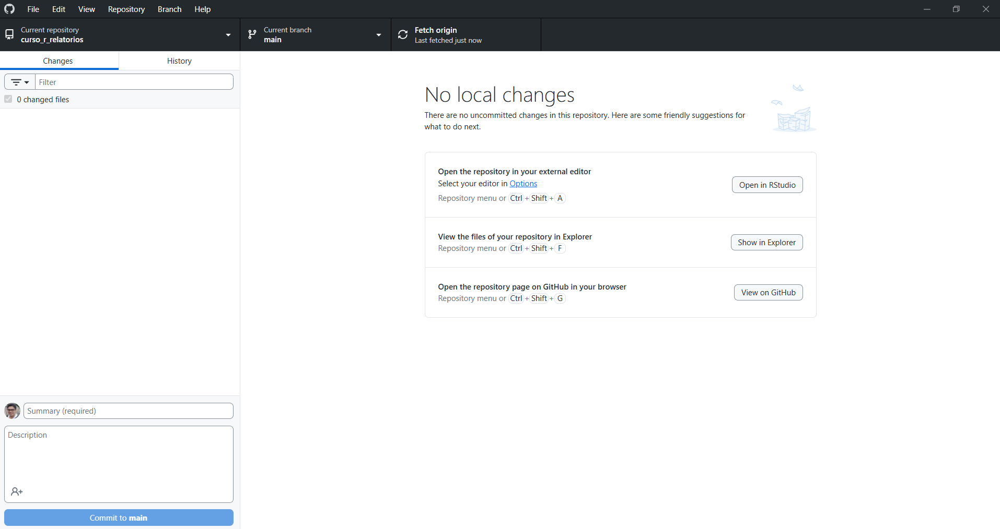 File Edit View Repository Branch Help
Current repository
curso_r_relatorios
Current branch
main
Fetch origin
Last fetched just now
Changes
History
Filter
0 changed files
No local changes
There are no uncommitted changes in this repository. Here are some friendly suggestions for
what to do next.
Open the repository in your external editor
Select your editor in Options
Repository menu or Ctrl + Shift + A
Open in RStudio
View the files of your repository in Explorer
Repository menu or Ctrl + Shift + F
Show in Explorer
Open the repository page on GitHub in your browser
Repository menu or Ctrl + Shift + G
View on GitHub
Summary (required)
Description
Commit to main